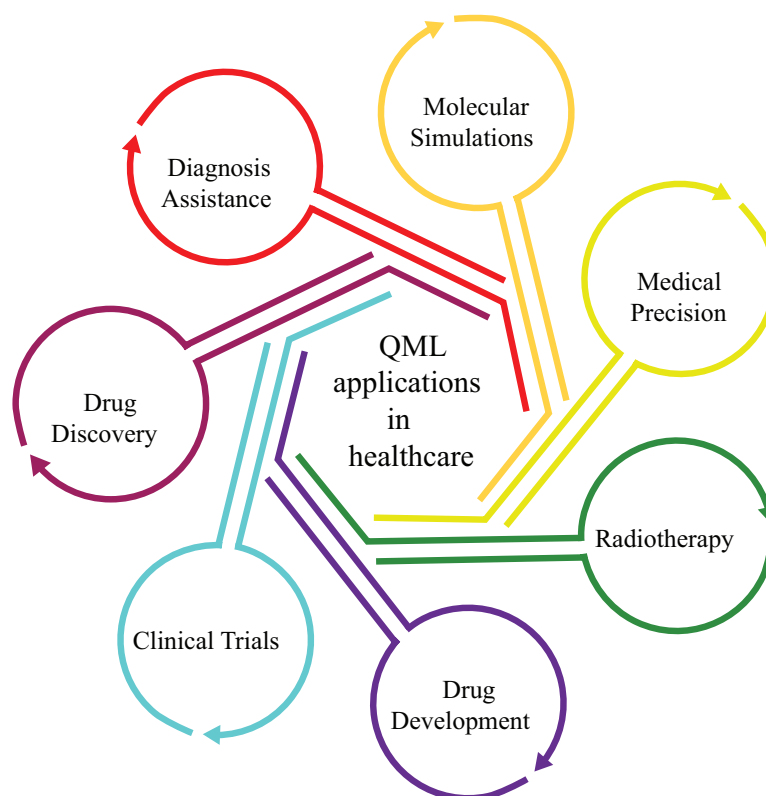 Molecular
Simulations
Diagnosis
Assistance
Medical
Precision
QML
applications
in
healthcare
Drug
Discovery
Radiotherapy
Clinical Trials
Drug
Development